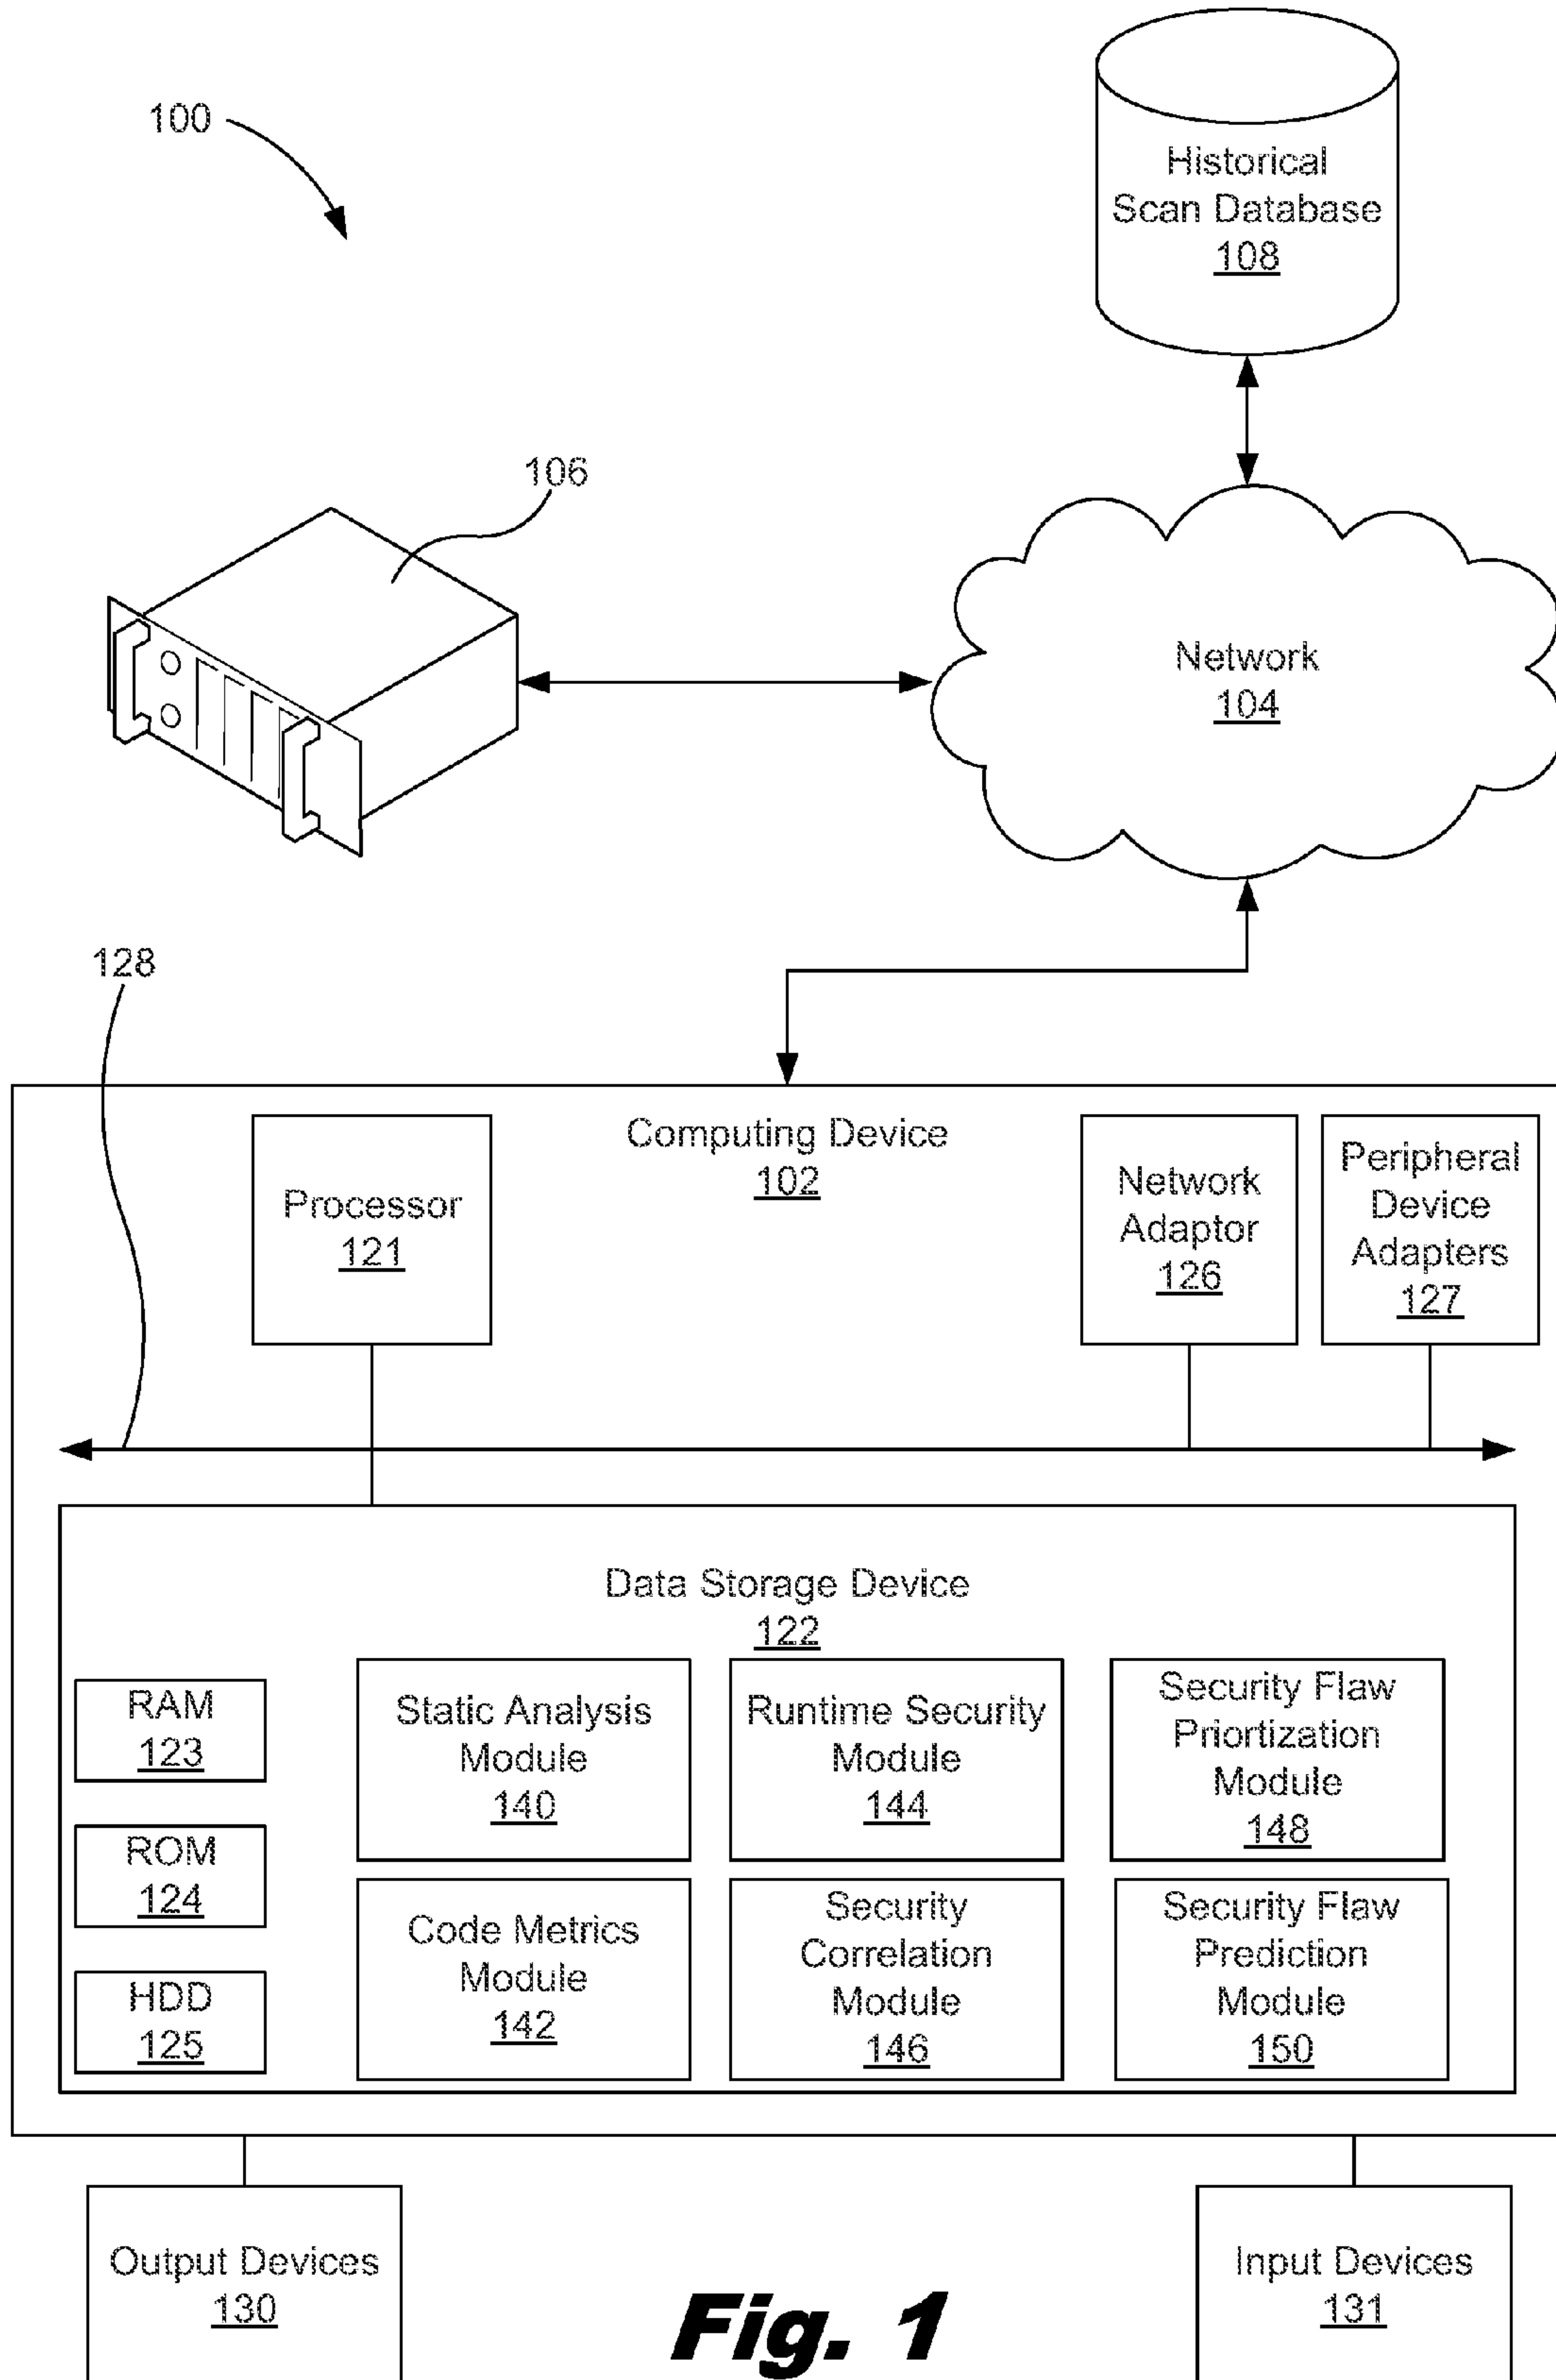 100
Historical
Scan Database
108
106
Network
104
128
Computing Device
102
Processor
121
Network
Adaptor
126
Peripheral
Device
Adapters
127
Data Storage Device
122
RAM
123
ROM
124
HDD
125
Static Analysis
Module
140
Runtime Security
Module
144
Security Flaw
Priortization
Module
148
Code Metrics
Module
142
Security
Correlation
Module
146
Security Flaw
Prediction
Module
150
Output Devices
130
Input Devices
131
Fig. 1